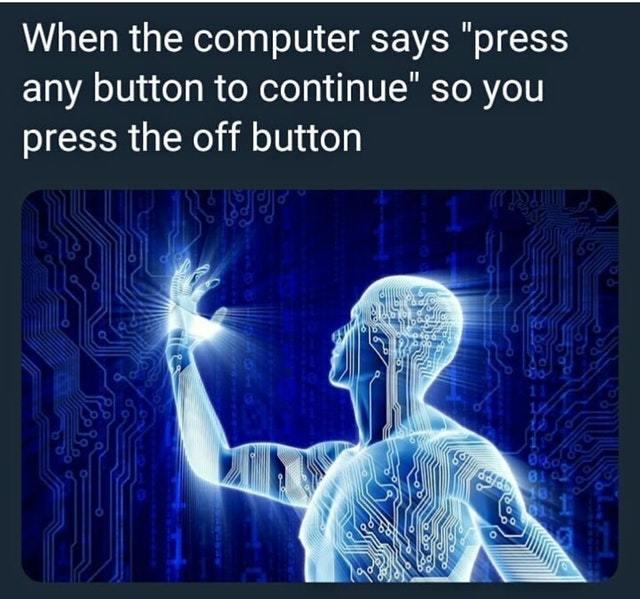 When the computer says "press
any button to continue" so you
press the off button